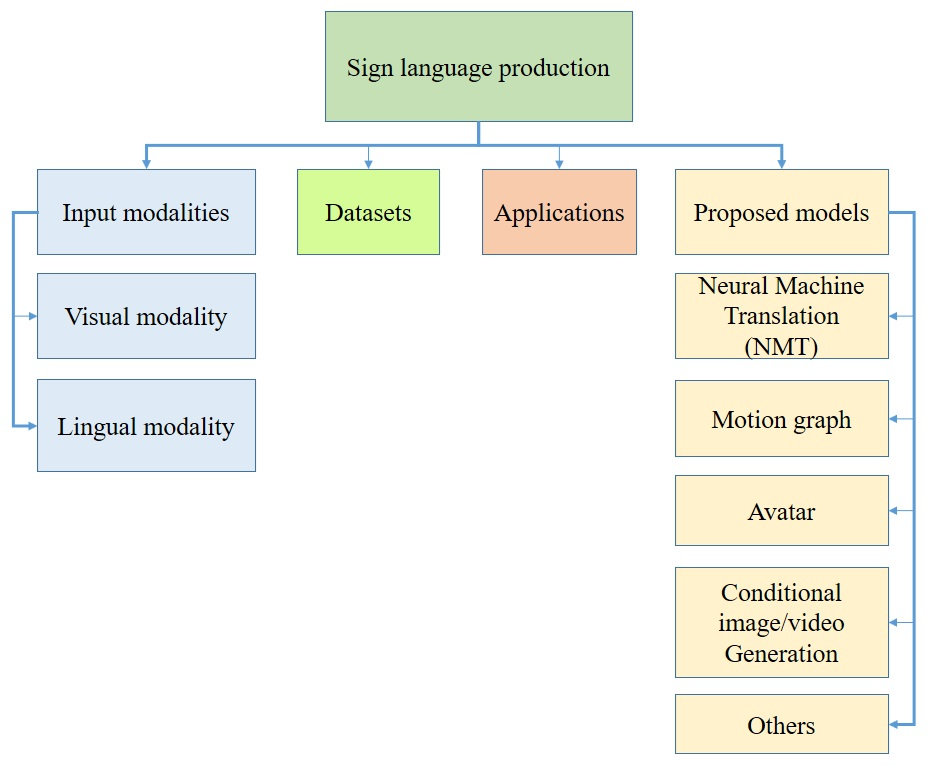 Sign language production
Input modalities
Datasets
Applications
Proposed models
Visual modality
Lingual modality
Neural Machine
Translation
(NMT)
Motion graph
Avatar
Conditional
image/video
Generation
Others